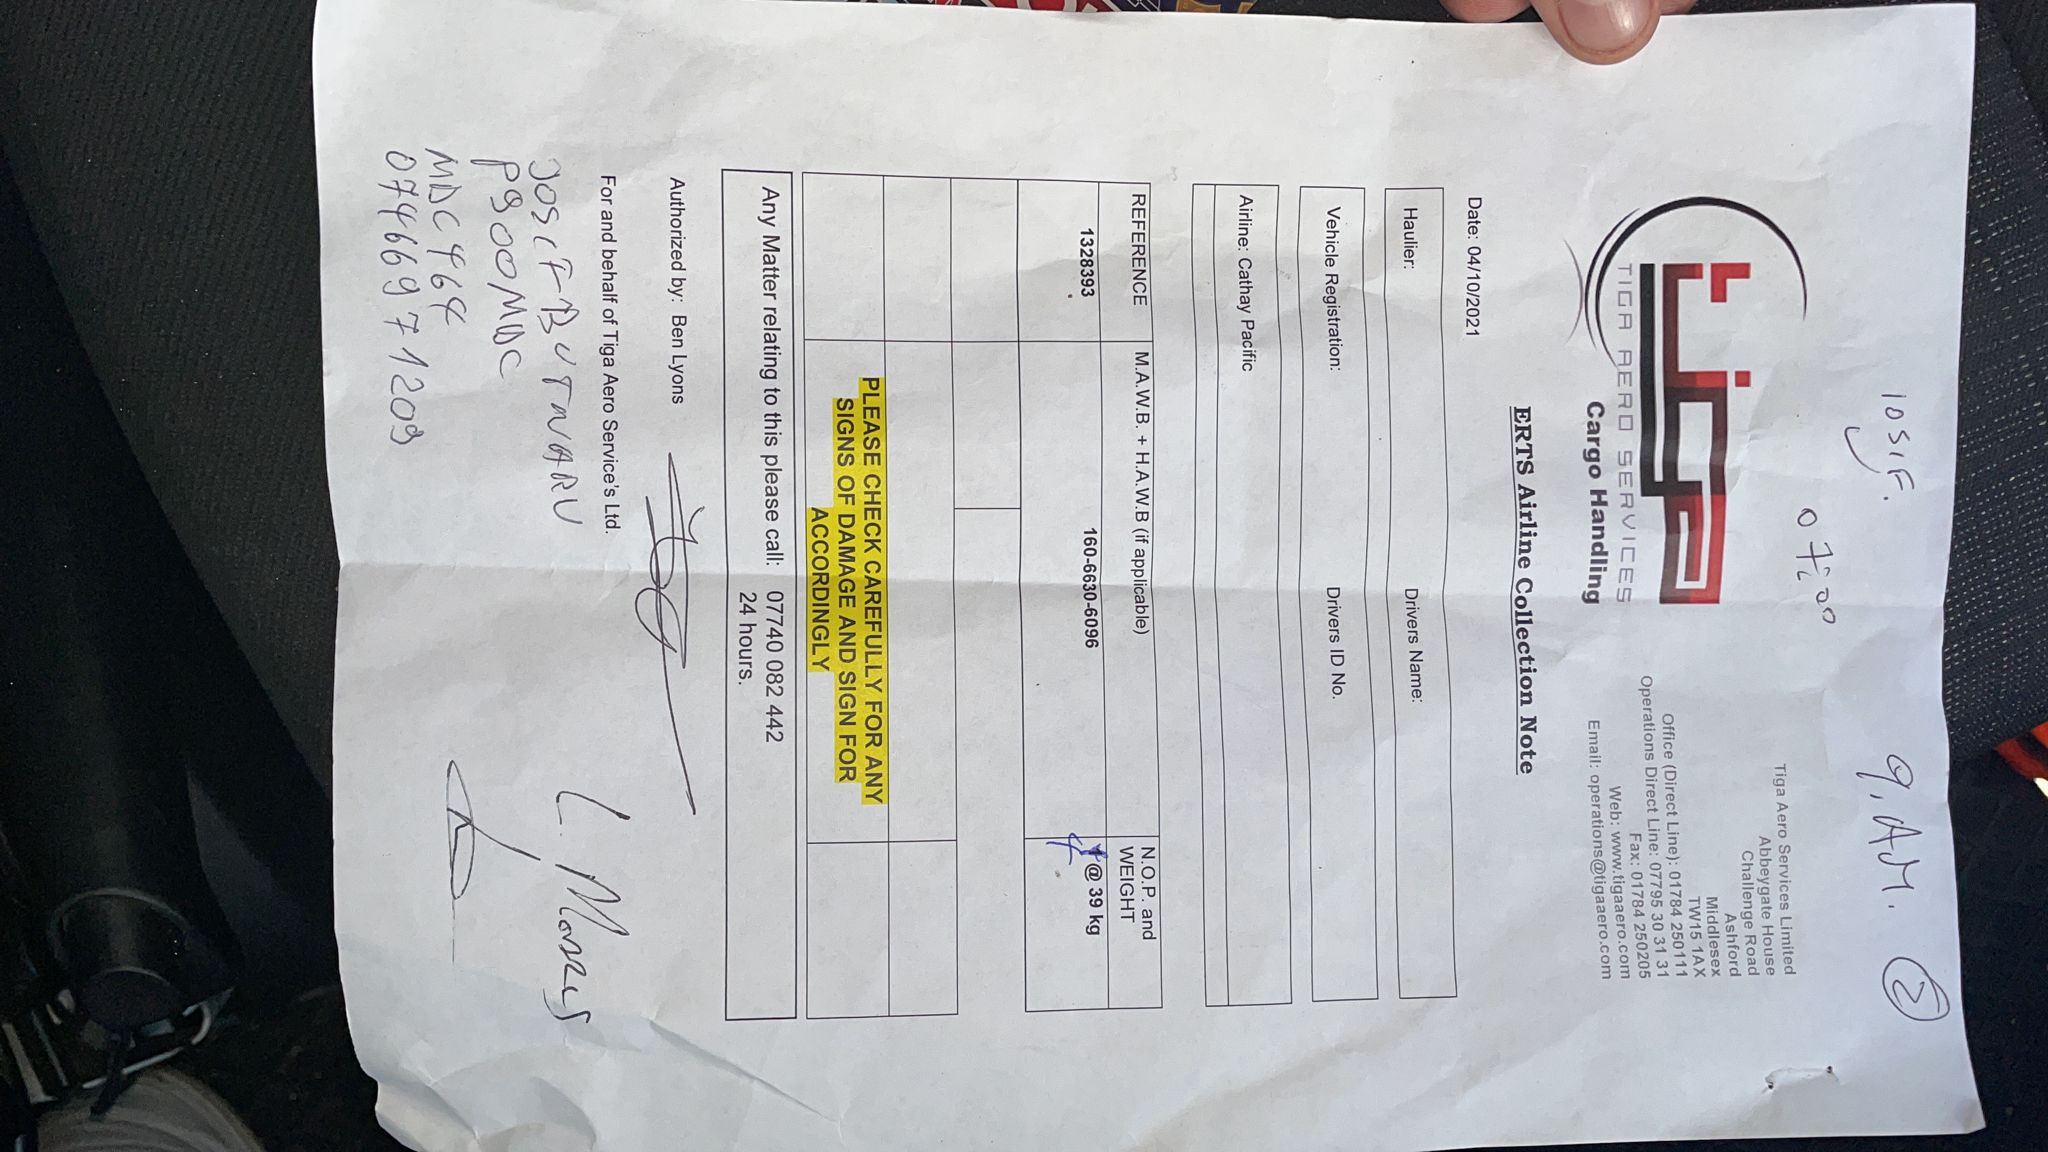 IOSIF.
07:00
9. AM. 2
tiga
TIGA AERO SERVICES
Cargo Handling
Tiga Aero Services Limited
Abbeygate House
Challenge Road
Ashford
Middlesex
TW15 1AX
Office (Direct Line): 01784 250111
Operations Direct Line: 07795 30 31 31
Fax: 01784 250205
Web: www.tigaaero.com
Email: operations@tigaaero.com
ERTS Airline Collection Note
Date: 04/10/2021
Haulier: Drivers Name:
Vehicle Registration: Drivers ID No.
Airline: Cathay Pacific
REFERENCE M.A.W.B. + H.A.W.B (if applicable) N.O.P. and
WEIGHT
1328393 160-6630-6096 @ 39 kg
4
PLEASE CHECK CAREFULLY FOR ANY
SIGNS OF DAMAGE AND SIGN FOR
ACCORDINGLY
Any Matter relating to this please call: 07740 082 442
24 hours.
Authorized by: Ben Lyons
For and behalf of Tiga Aero Service's Ltd.
IOSIF BUTNARU
P900MDC
MDC464
07466971209